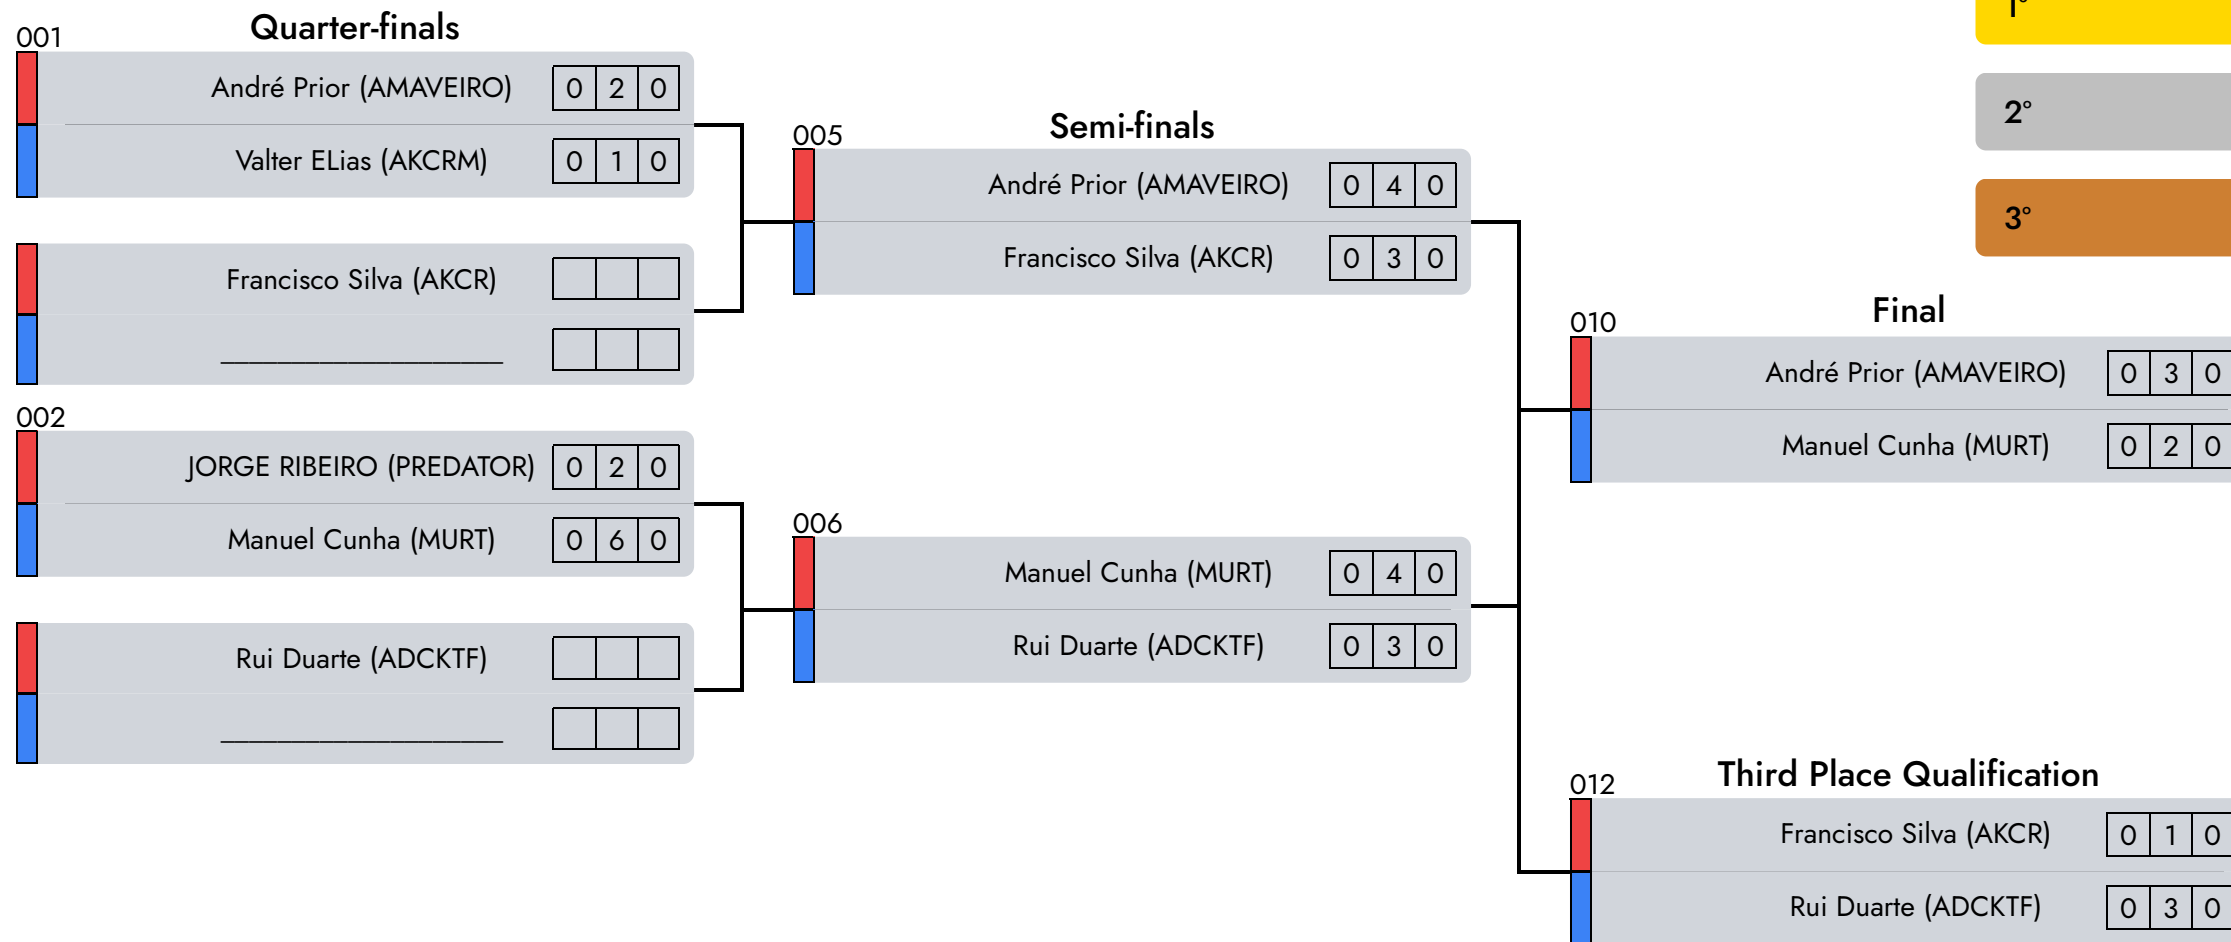 Quarter-finals
001
André Prior (AMAVEIRO) 0 2 0
Valter ELias (AKCRM) 0 1 0
Francisco Silva (AKCR)
____________________
002
JORGE RIBEIRO (PREDATOR) 0 2 0
Manuel Cunha (MURT) 0 6 0
Rui Duarte (ADCKTF)
____________________
Semi-finals
005
André Prior (AMAVEIRO) 0 4 0
Francisco Silva (AKCR) 0 3 0
006
Manuel Cunha (MURT) 0 4 0
Rui Duarte (ADCKTF) 0 3 0
1°
2°
3°
Final
010
André Prior (AMAVEIRO) 0 3 0
Manuel Cunha (MURT) 0 2 0
Third Place Qualification
012
Francisco Silva (AKCR) 0 1 0
Rui Duarte (ADCKTF) 0 3 0